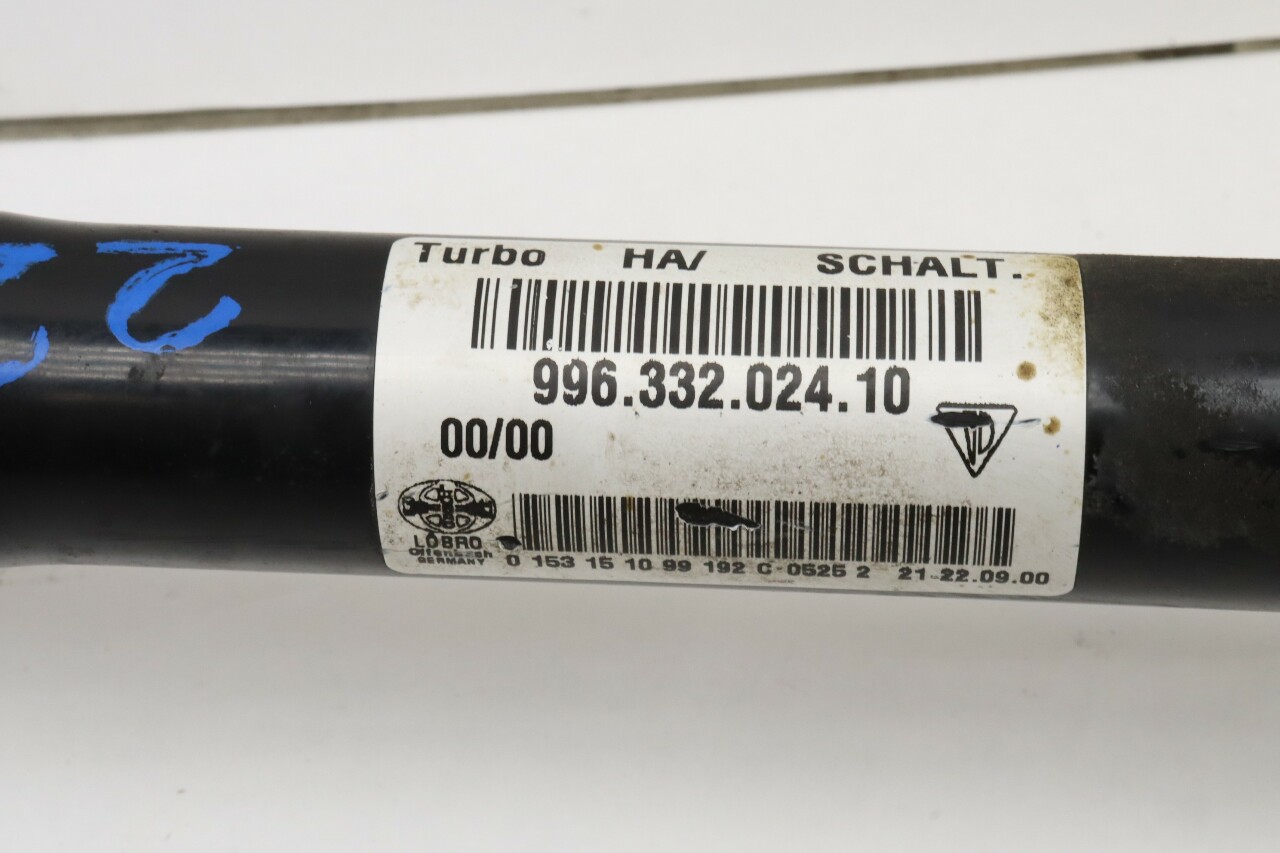 Turbo HA/ SCHALT.
996.332.024.10
00/00
LÖBRO
Offenbach
GERMANY
0 153 15 10 99 192 C 0525 2 21 22.09.00
2